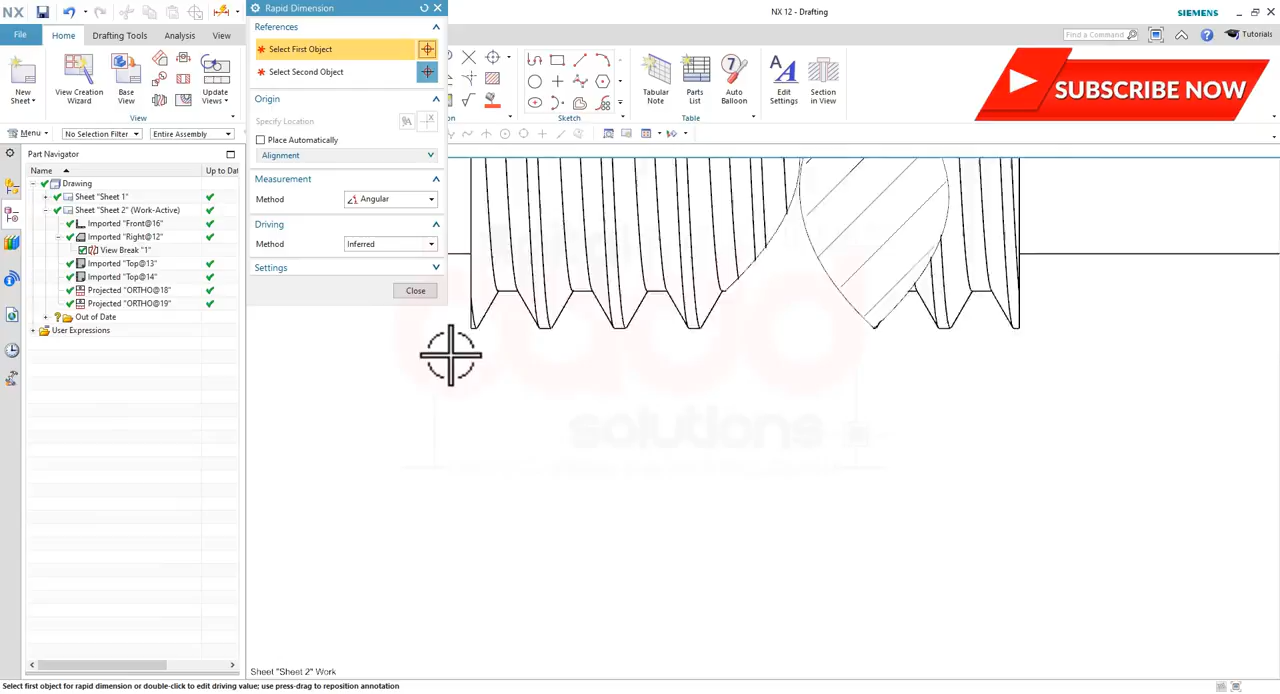 NX
NX 12 - Drafting
SIEMENS
File
Home
Drafting Tools
Analysis
View
Find a Command
Tutorials
New
Sheet
View Creation
Wizard
Base
View
Update
Views
View
Sketch
Tabular
Note
Parts
List
Auto
Balloon
Table
Edit
Settings
Section
in View
SUBSCRIBE NOW
Menu
No Selection Filter
Entire Assembly
Rapid Dimension
References
* Select First Object
* Select Second Object
Origin
Specify Location
Place Automatically
Alignment
Measurement
Method
Angular
Driving
Method
Inferred
Settings
Close
Part Navigator
Name
Up to Dat
Drawing
Sheet "Sheet 1"
Sheet "Sheet 2" (Work-Active)
Imported "Front@16"
Imported "Right@12"
View Break "1"
Imported "Top@13"
Imported "Top@14"
Projected "ORTHO@18"
Projected "ORTHO@19"
Out of Date
User Expressions
solutions
Sheet "Sheet 2" Work
Select first object for rapid dimension or double-click to edit driving value; use press-drag to reposition annotation